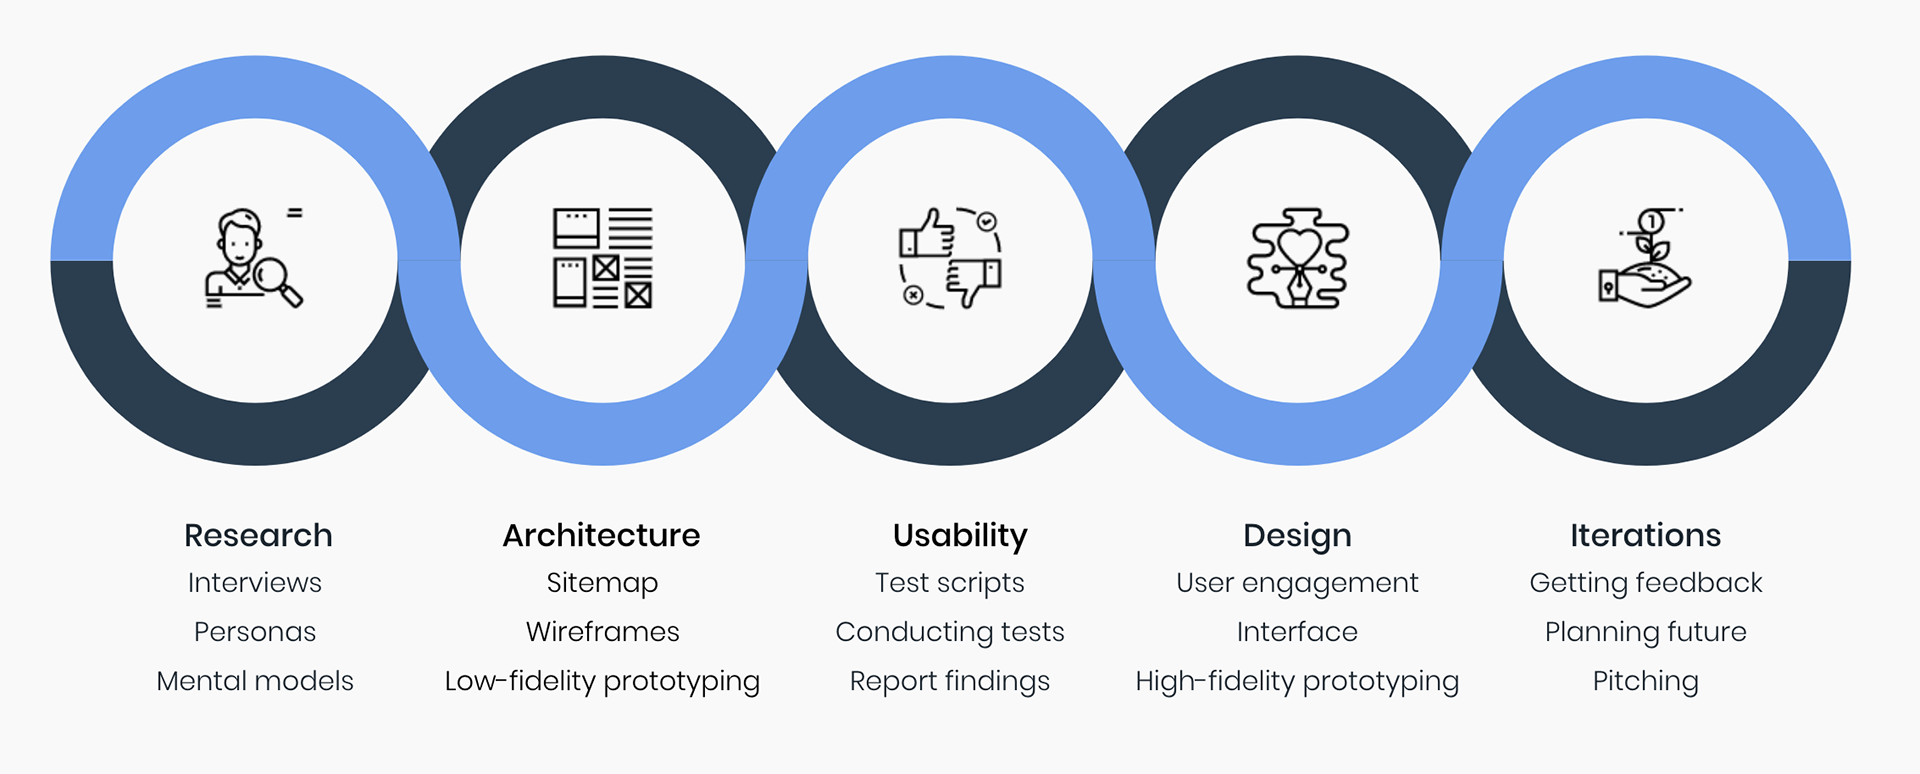 Research
Interviews
Personas
Mental models
Architecture
Sitemap
Wireframes
Low-fidelity prototyping
Usability
Test scripts
Conducting tests
Report findings
1
Design
User engagement
Interface
High-fidelity prototyping
Iterations
Getting feedback
Planning future
Pitching